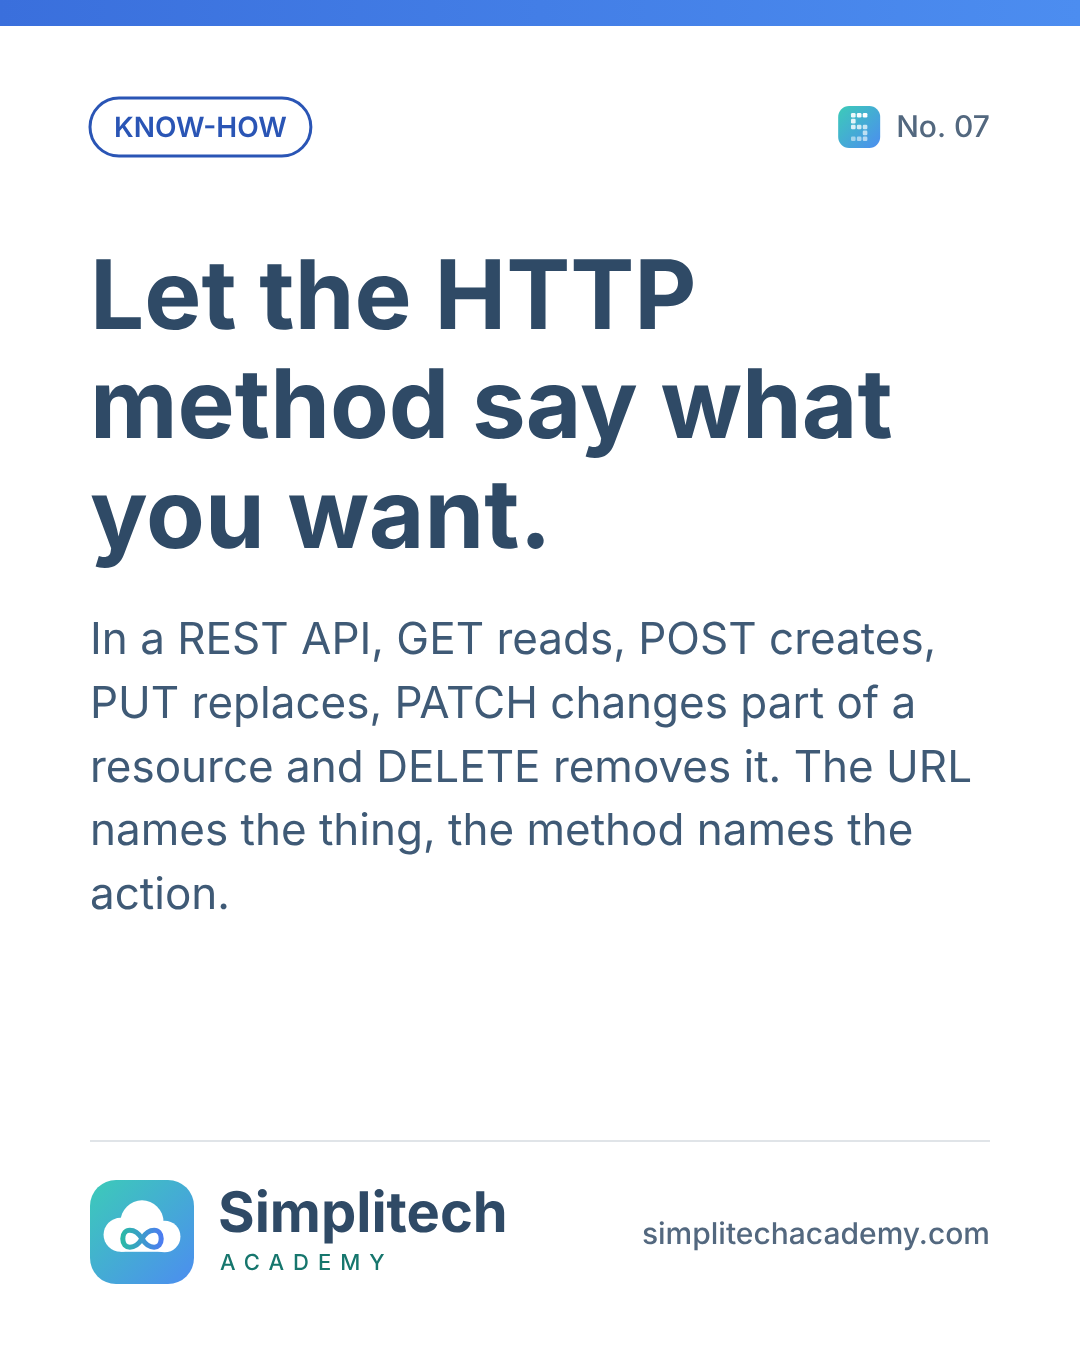 KNOW-HOW
No. 07
Let the HTTP
method say what
you want.
In a REST API, GET reads, POST creates,
PUT replaces, PATCH changes part of a
resource and DELETE removes it. The URL
names the thing, the method names the
action.
Simplitech
ACADEMY
simplitechacademy.com